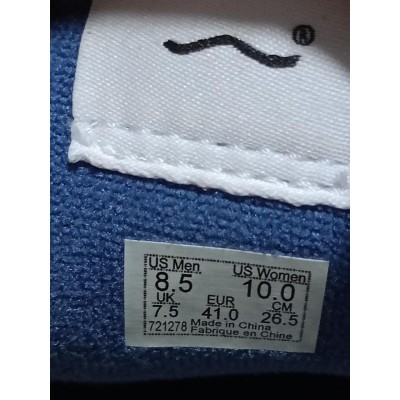 ®
US Men US Women
8.5 10.0
UK EUR CM
7.5 41.0 26.5
721278 Made in China
Fabrique en Chine